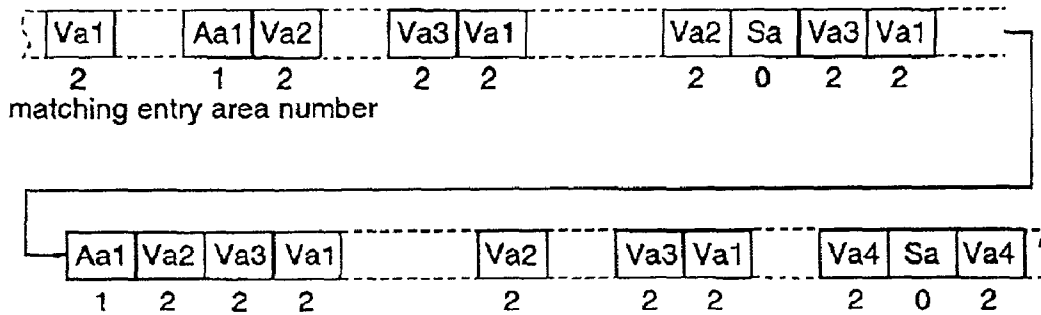 Va1 Aa1 Va2 Va3 Va1 Va2 Sa Va3 Va1
2 1 2 2 2 2 0 2 2
matching entry area number
Aa1 Va2 Va3 Va1 Va2 Va3 Va1 Va4 Sa Va4
1 2 2 2 2 2 2 2 0 2